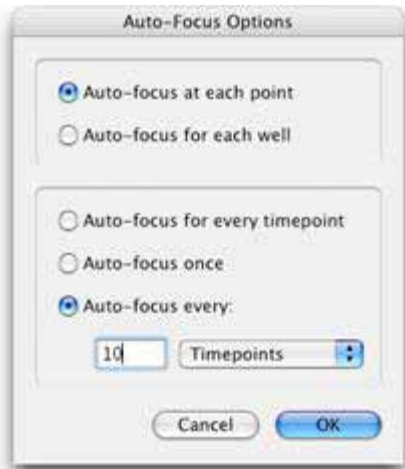 Auto-Focus Options
Auto-focus at each point
Auto-focus for each well
Auto-focus for every timepoint
Auto-focus once
Auto-focus every:
10 Timepoints
Cancel OK